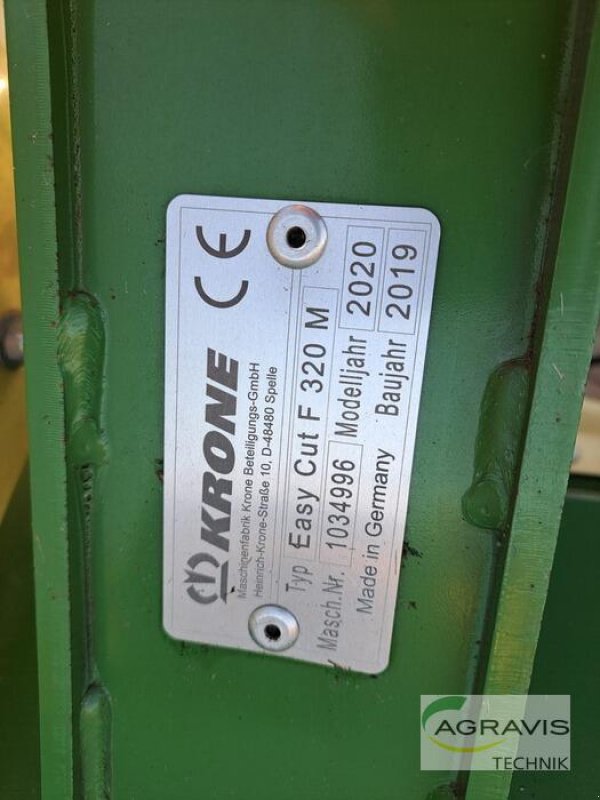 KRONE CE
Maschinenfabrik Krone Beteiligungs-GmbH
Heinrich-Krone-Straße 10, D-48480 Spelle
Typ Easy Cut F 320 M
Masch.Nr. 1034996 Modelljahr 2020
Made in Germany Baujahr 2019
AGRAVIS
TECHNIK